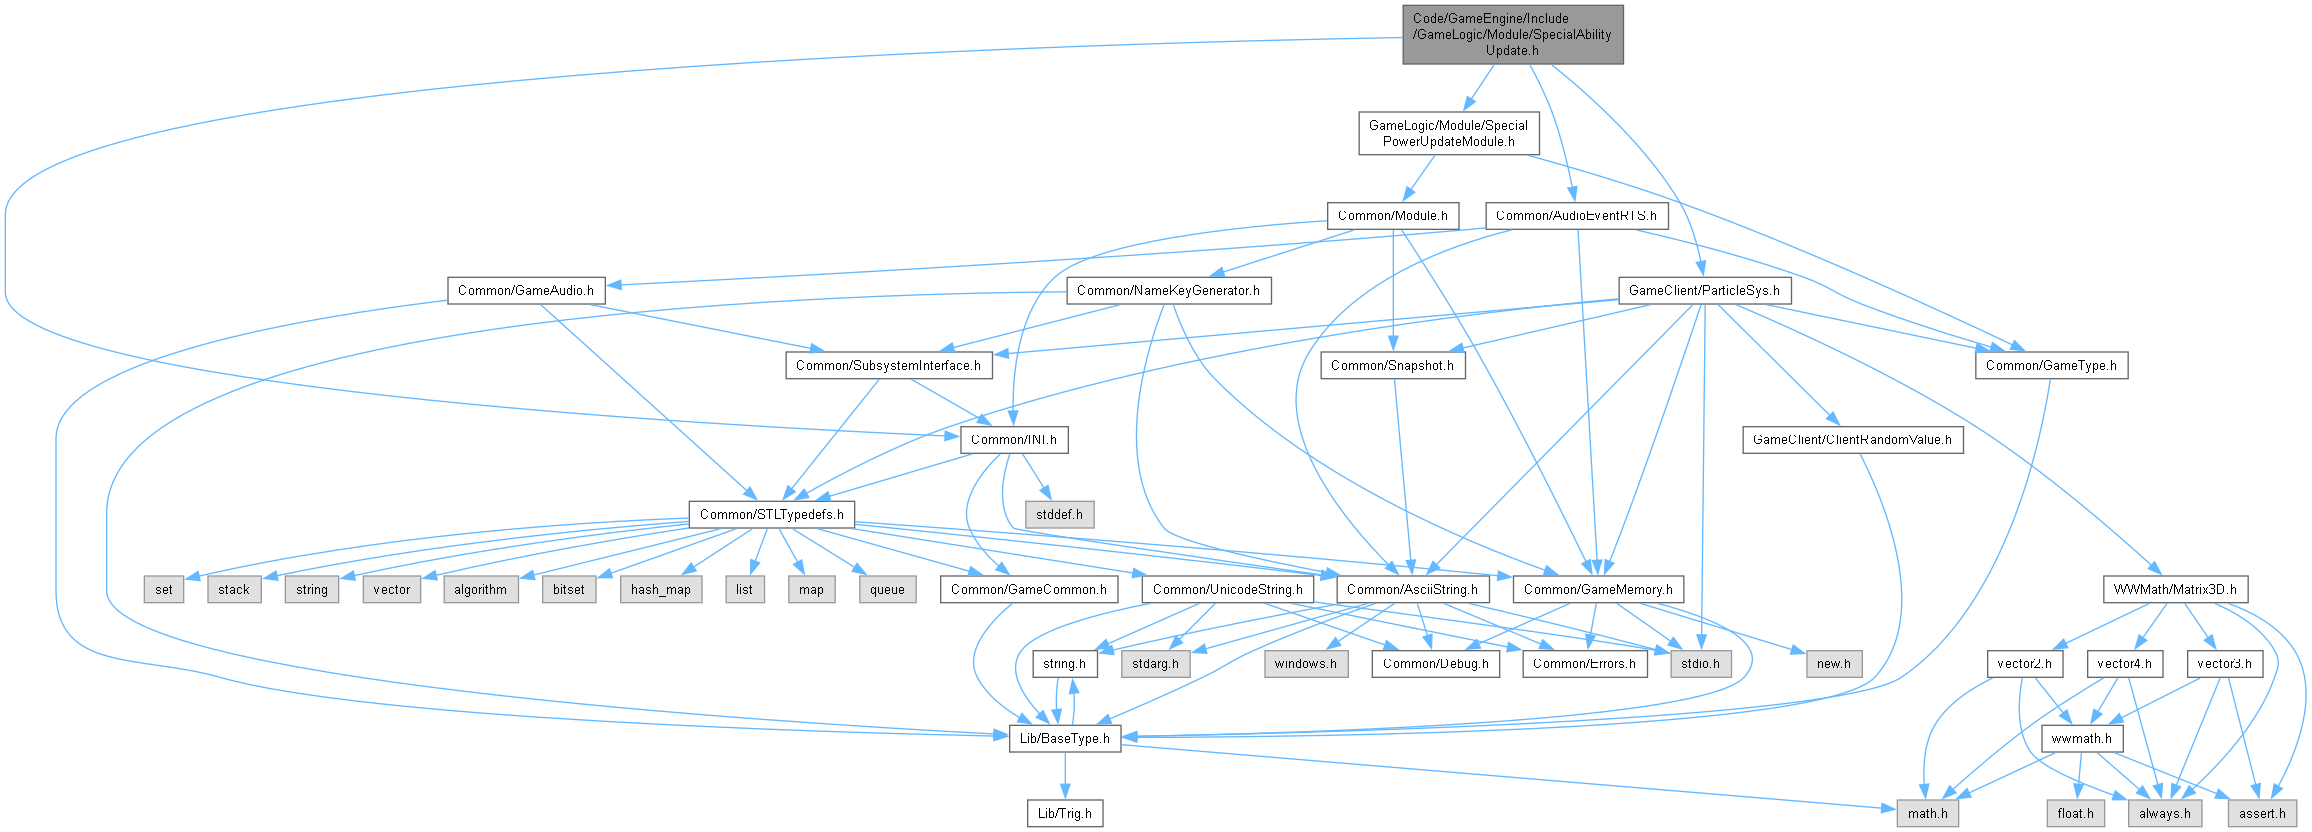 Code/GameEngine/Include
/GameLogic/Module/SpecialAbility
Update.h
GameLogic/Module/Special
PowerUpdateModule.h
Common/Module.h
Common/AudioEventRTS.h
Common/GameAudio.h
Common/NameKeyGenerator.h
GameClient/ParticleSys.h
Common/SubsystemInterface.h
Common/Snapshot.h
Common/GameType.h
Common/INI.h
GameClient/ClientRandomValue.h
Common/STLTypedefs.h
stddef.h
set
stack
string
vector
algorithm
bitset
hash_map
list
map
queue
Common/GameCommon.h
Common/UnicodeString.h
Common/AsciiString.h
Common/GameMemory.h
WWMath/Matrix3D.h
string.h
stdarg.h
windows.h
Common/Debug.h
Common/Errors.h
stdio.h
new.h
vector2.h
vector4.h
vector3.h
Lib/BaseType.h
wwmath.h
Lib/Trig.h
math.h
float.h
always.h
assert.h